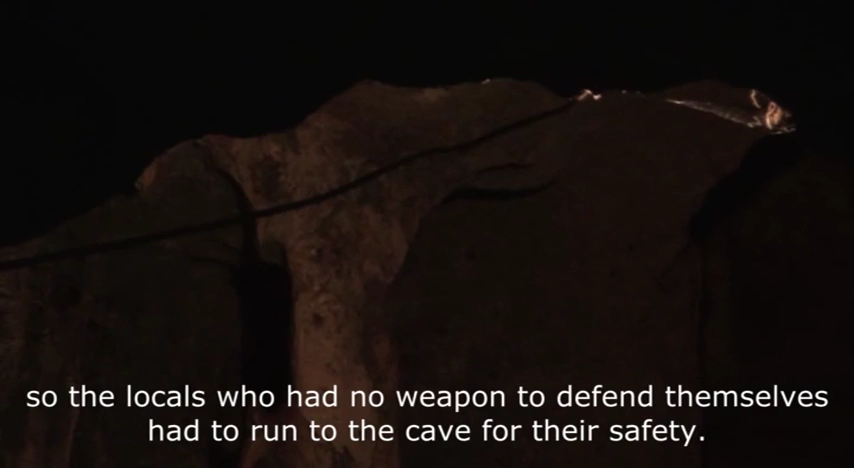 so the locals who had no weapon to defend themselves
had to run to the cave for their safety.